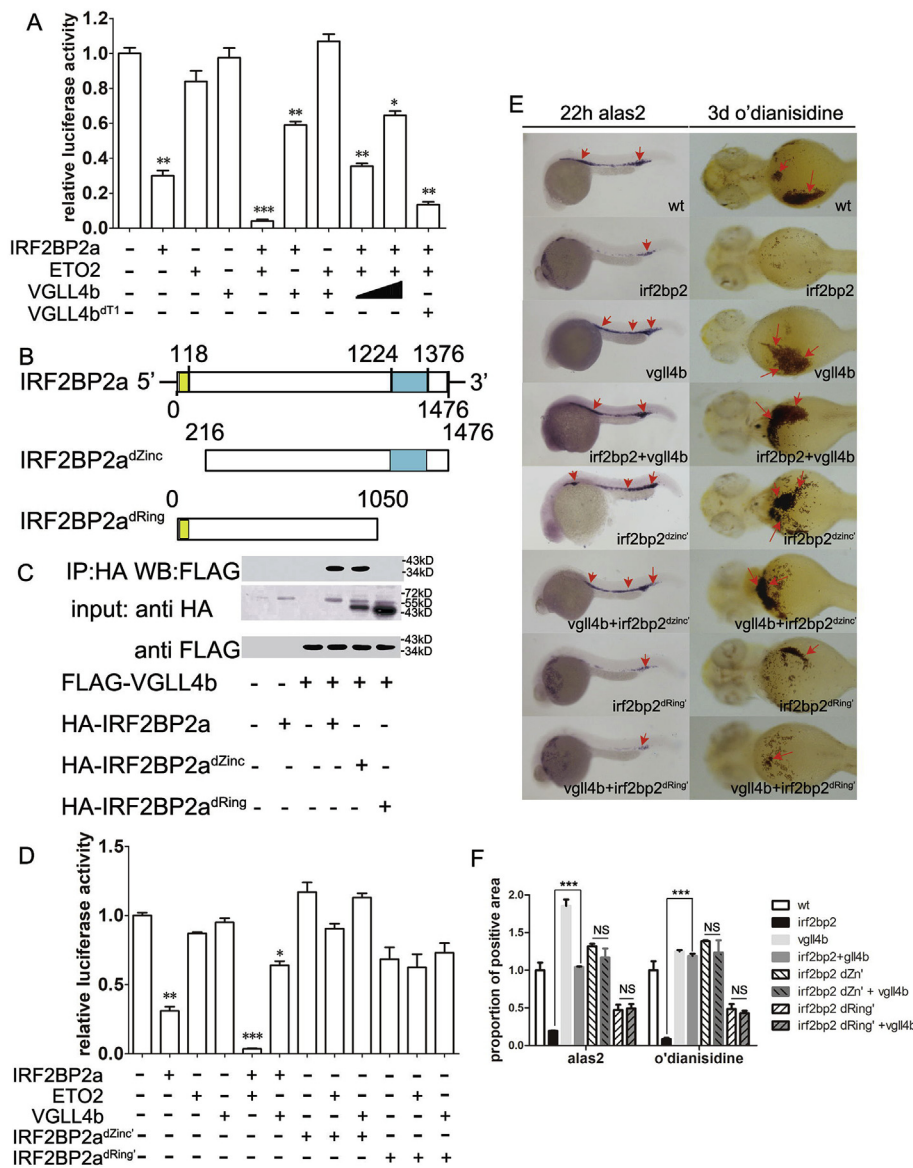 A
relative luciferase activity
1.2
1.0
0.8
0.6
0.4
0.2
0
** *** ** ** * **
IRF2BP2a - + - - + + - + + +
ETO2 - - + - + - + + + +
VGLL4b - - - + - + +
VGLL4b^dT1 - - - - - - - - - +
B
118 1224 1376
IRF2BP2a 5' 3'
0 1476
216 1476
IRF2BP2a^dZinc
0 1050
IRF2BP2a^dRing
C
IP:HA WB:FLAG -43kD -34kD
input: anti HA -72kD -55kD -43kD
anti FLAG -43kD -34kD
FLAG-VGLL4b - - + + + +
HA-IRF2BP2a - + - + - -
HA-IRF2BP2a^dZinc - - - - + -
HA-IRF2BP2a^dRing - - - - - +
D
relative luciferase activity
1.5
1.0
0.5
0.0
** *** *
IRF2BP2a - + - - + + - - - - - -
ETO2 - - + - + - - + - - + -
VGLL4b - - - + - + - - + - - +
IRF2BP2a^dZinc' - - - - - - + + + - - -
IRF2BP2a^dRing' - - - - - - - - - + + +
E
22h alas2 3d o'dianisidine
wt wt
irf2bp2 irf2bp2
vgll4b vgll4b
irf2bp2+vgll4b irf2bp2+vgll4b
irf2bp2^dzinc' irf2bp2^dzinc'
vgll4b+irf2bp2^dzinc' vgll4b+irf2bp2^dzinc'
irf2bp2^dRing' irf2bp2^dRing'
vgll4b+irf2bp2^dRing' vgll4b+irf2bp2^dRing'
F
proportion of positive area
2.0
1.5
1.0
0.5
0.0
*** NS NS *** NS NS
alas2 o'dianisidine
wt
irf2bp2
vgll4b
irf2bp2+gll4b
irf2bp2 dZn'
irf2bp2 dZn' + vgll4b
irf2bp2 dRing'
irf2bp2 dRing' +vgll4b